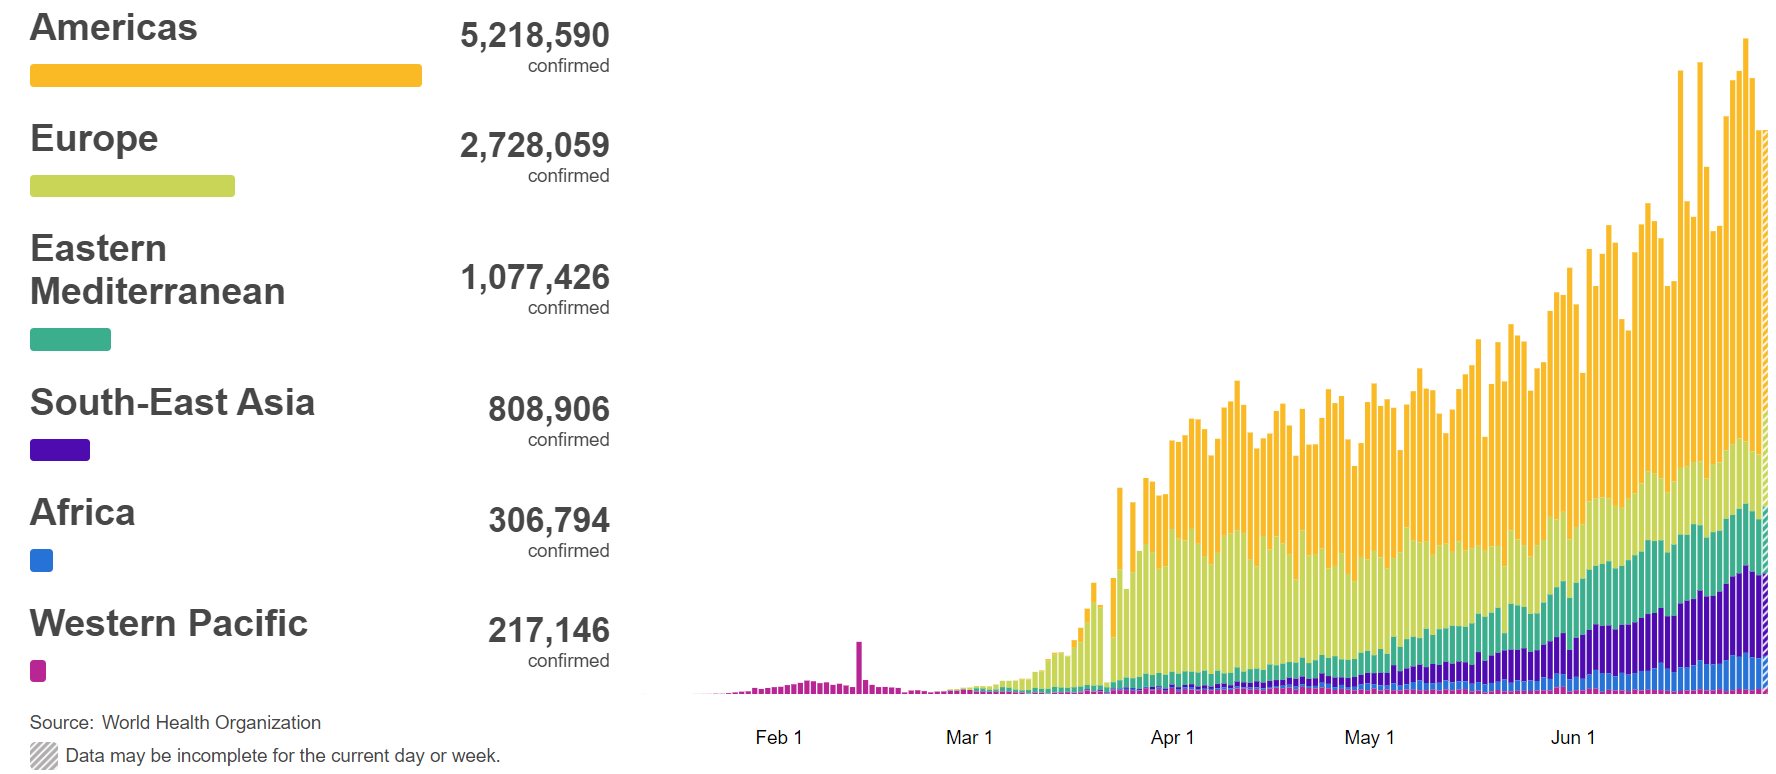 Americas
5,218,590
confirmed
Europe
2,728,059
confirmed
Eastern
Mediterranean
1,077,426
confirmed
South-East Asia
808,906
confirmed
Africa
306,794
confirmed
Western Pacific
217,146
confirmed
Source: World Health Organization
Data may be incomplete for the current day or week.
Feb 1 Mar 1 Apr 1 May 1 Jun 1